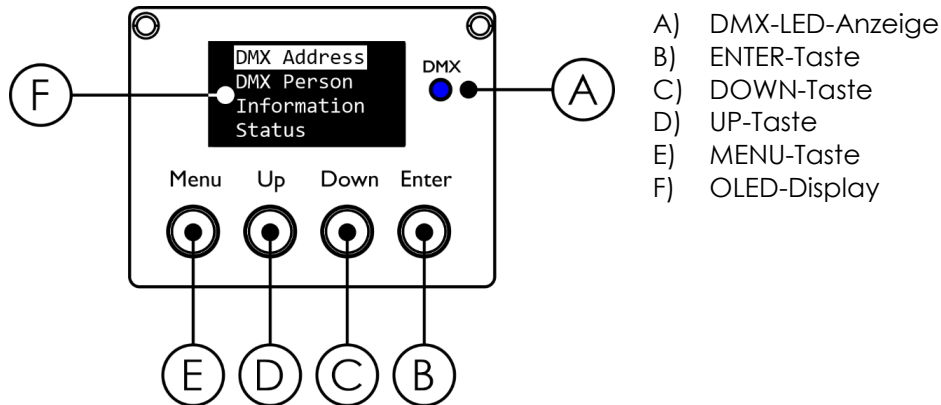 DMX Address
DMX Person
Information
Status
DMX
Menu Up Down Enter
F
A
E D C B
A) DMX-LED-Anzeige
B) ENTER-Taste
C) DOWN-Taste
D) UP-Taste
E) MENU-Taste
F) OLED-Display